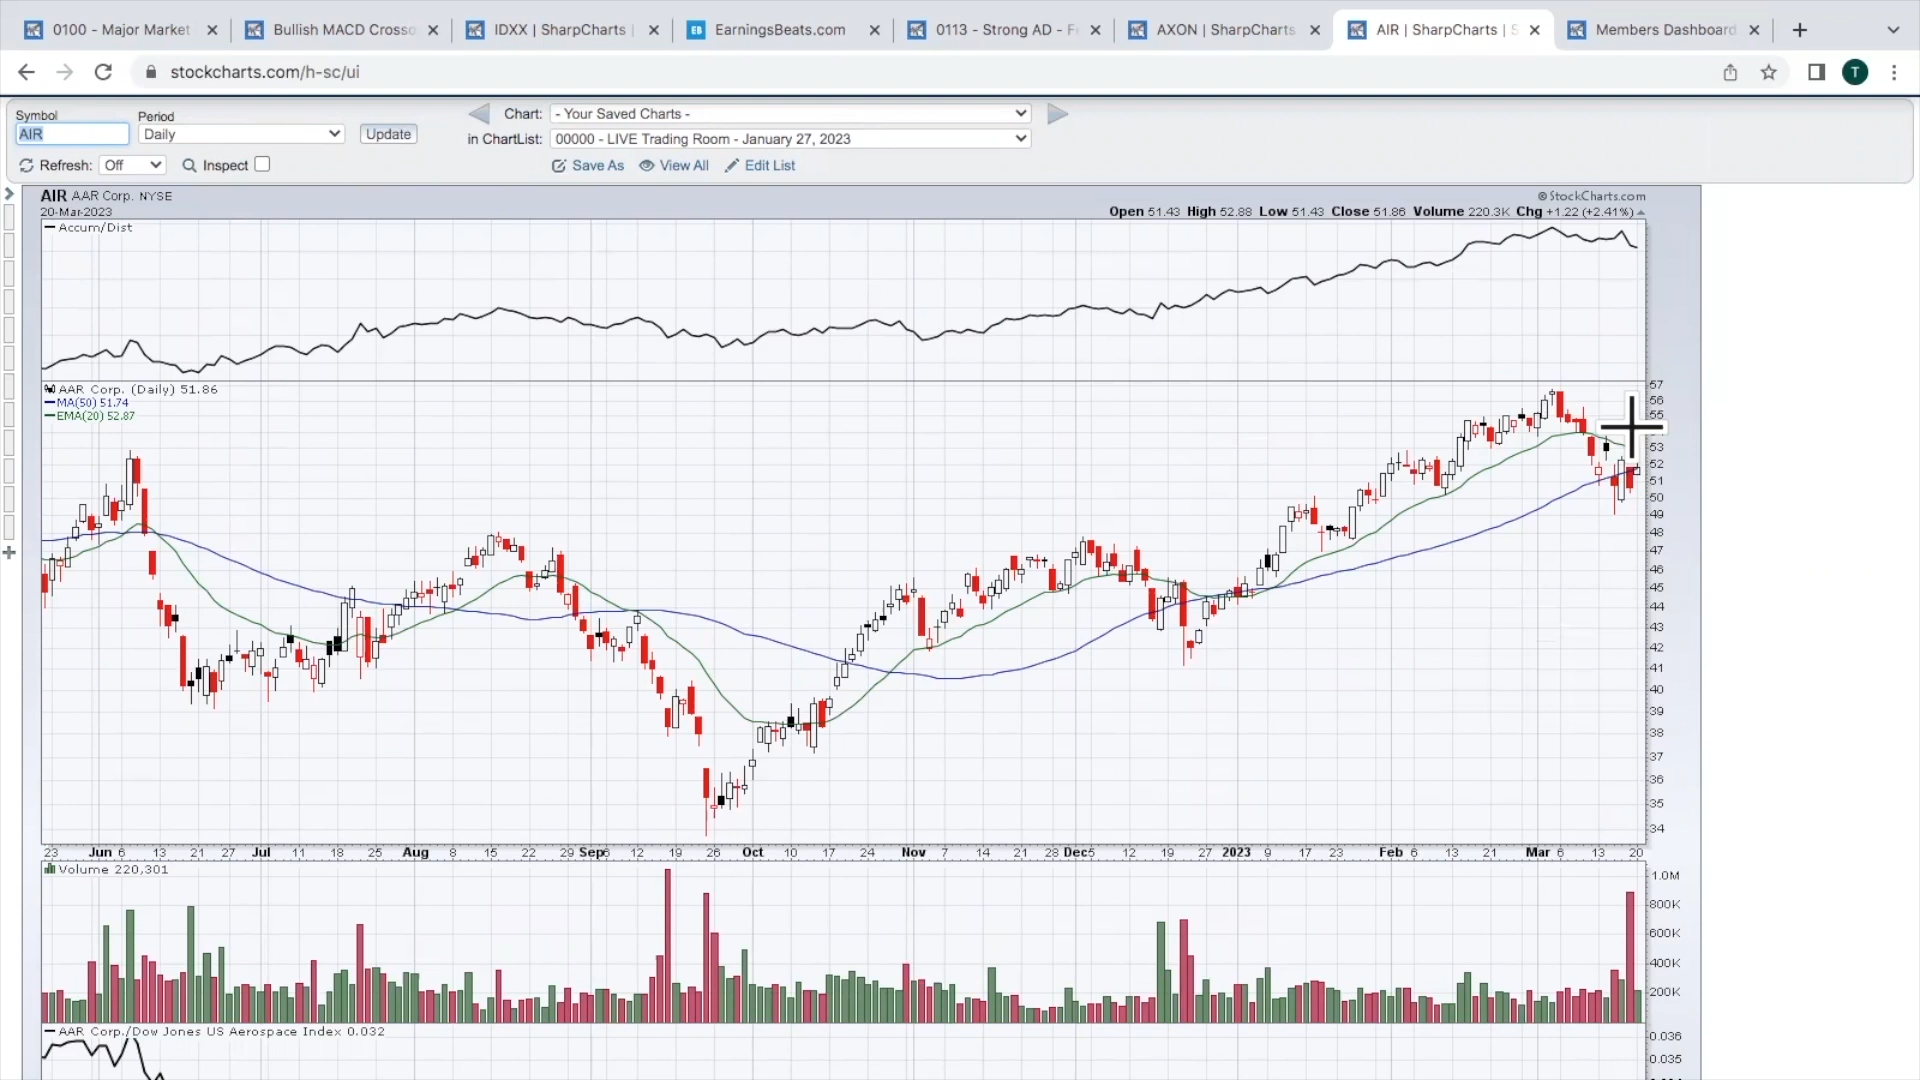 0100 - Major Market
Bullish MACD Crosso
IDXX | SharpCharts |
EB EarningsBeats.com
0113 - Strong AD - F
AXON | SharpCharts
AIR | SharpCharts | S
Members Dashboard
stockcharts.com/h-sc/ui
T
Symbol
Period
AIR
Daily
Update
Chart: - Your Saved Charts -
in ChartList: 00000 - LIVE Trading Room - January 27, 2023
Refresh: Off
Inspect
Save As
View All
Edit List
AIR AAR Corp. NYSE
© StockCharts.com
20-Mar-2023
Open 51.43 High 52.88 Low 51.43 Close 51.86 Volume 220.3K Chg +1.22 (+2.41%)
Accum/Dist
AAR Corp. (Daily) 51.86
MA(50) 51.74
EMA(20) 52.87
57
56
55
53
52
51
50
49
48
47
46
45
44
43
42
41
40
39
38
37
36
35
34
23 Jun 6 13 21 27 Jul 11 18 25 Aug 8 15 22 29 Sep 6 12 19 26 Oct 10 17 24 Nov 7 14 21 28 Dec 5 12 19 27 2023 9 17 23 Feb 6 13 21 Mar 6 13 20
Volume 220,301
1.0M
800K
600K
400K
200K
AAR Corp./Dow Jones US Aerospace Index 0.032
0.036
0.035